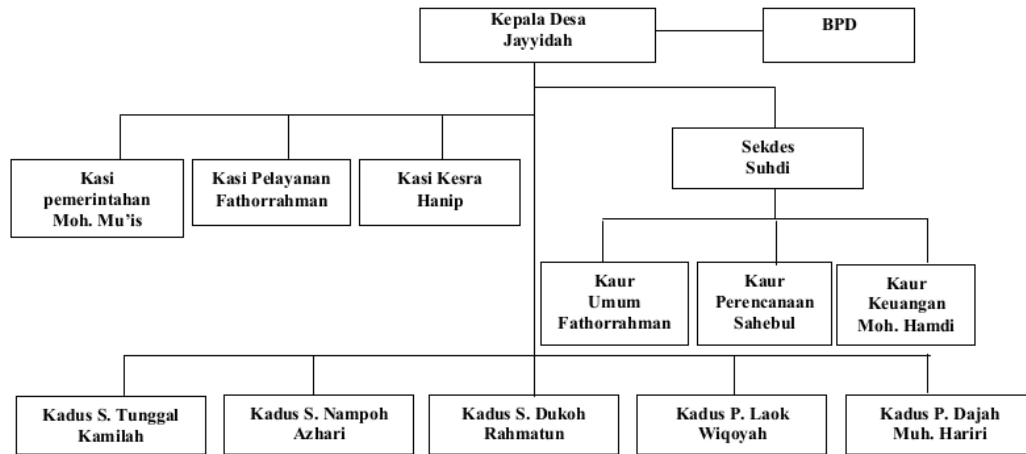 Kepala Desa
Jayyidah
BPD
Sekdes
Suhdi
Kasi
pemerintahan
Moh. Mu’is
Kasi Pelayanan
Fathorrahman
Kasi Kesra
Hanip
Kaur
Umum
Fathorrahman
Kaur
Perencanaan
Sahebul
Kaur
Keuangan
Moh. Hamdi
Kadus S. Tunggal
Kamilah
Kadus S. Nampoh
Azhari
Kadus S. Dukoh
Rahmatun
Kadus P. Laok
Wiqoyah
Kadus P. Dajah
Muh. Hariri